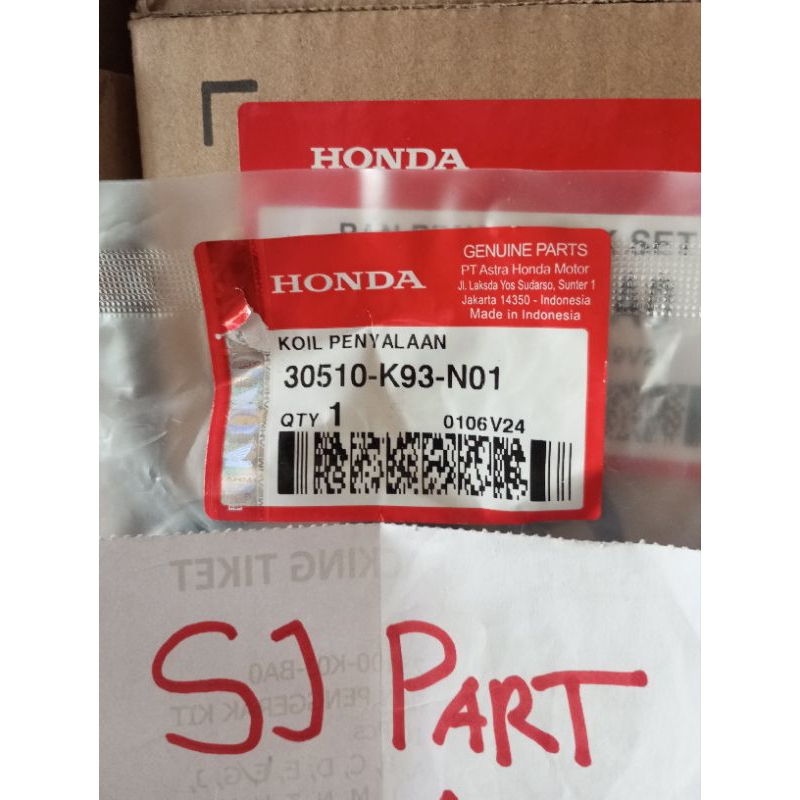 HONDA
SET
HONDA
GENUINE PARTS
PT Astra Honda Motor
Jl. Laksda Yos Sudarso, Sunter 1
Jakarta 14350 - Indonesia
Made in Indonesia
KOIL PENYALAAN
30510-K93-N01
QTY 1
0106V24
TIKET
SJ PART